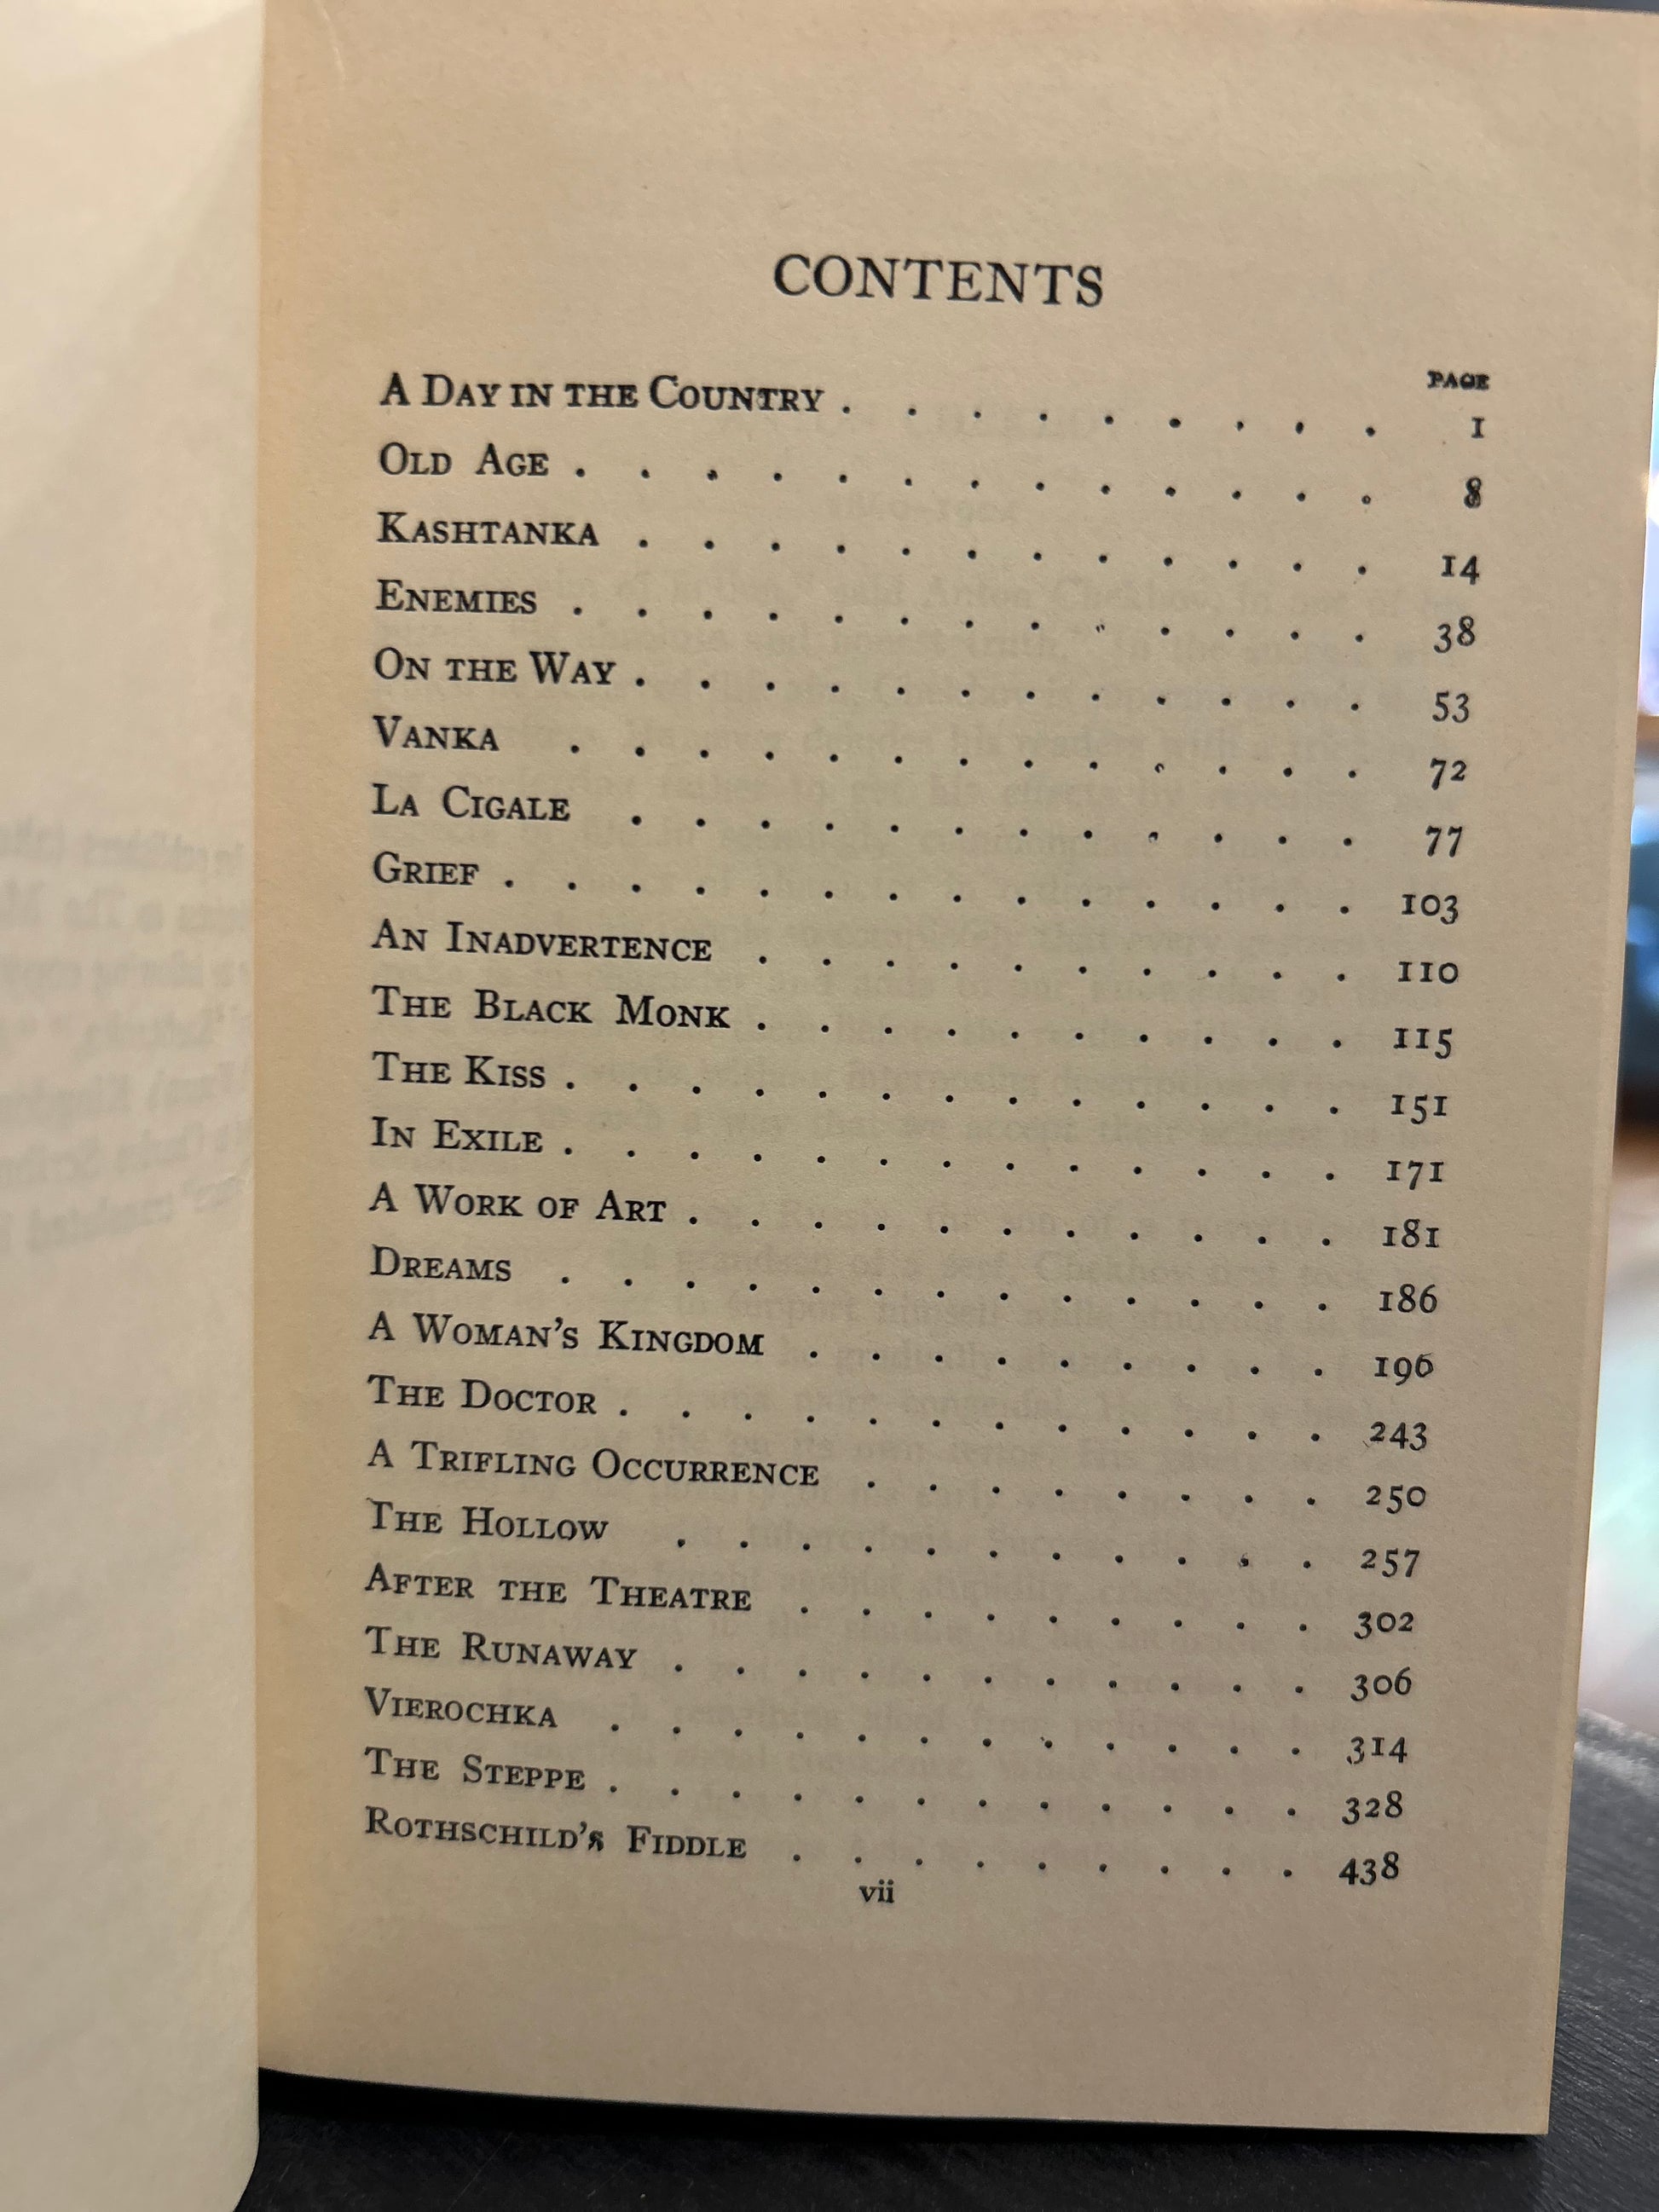 CONTENTS
PAGE
A Day in the Country . . . . . . . . . 1
Old Age . . . . . . . . . . . . . 8
Kashtanka . . . . . . . . . . . . 14
Enemies . . . . . . . . . . . . . 38
On the Way . . . . . . . . . . . . 53
Vanka . . . . . . . . . . . . . 72
La Cigale . . . . . . . . . . . . 77
Grief . . . . . . . . . . . . . . 103
An Inadvertence . . . . . . . . . . 110
The Black Monk . . . . . . . . . . 115
The Kiss . . . . . . . . . . . . . 151
In Exile . . . . . . . . . . . . . 171
A Work of Art . . . . . . . . . . . 181
Dreams . . . . . . . . . . . . . 186
A Woman's Kingdom . . . . . . . . . 196
The Doctor . . . . . . . . . . . . 243
A Trifling Occurrence . . . . . . . . 250
The Hollow . . . . . . . . . . . 257
After the Theatre . . . . . . . . . 302
The Runaway . . . . . . . . . . . 306
Vierochka . . . . . . . . . . . . 314
The Steppe . . . . . . . . . . . . 328
Rothschild's Fiddle . . . . . . . . . 438
vii